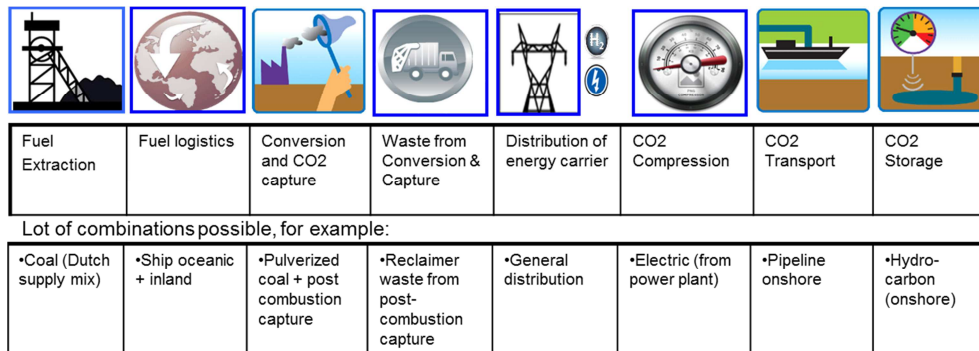 H2
Fuel
Extraction
Fuel logistics
Conversion
and CO2
capture
Waste from
Conversion &
Capture
Distribution of
energy carrier
CO2
Compression
CO2
Transport
CO2
Storage
Lot of combinations possible, for example:
•Coal (Dutch
supply mix)
•Ship oceanic
+ inland
•Pulverized
coal + post
combustion
capture
•Reclaimer
waste from
post-
combustion
capture
•General
distribution
•Electric (from
power plant)
•Pipeline
onshore
•Hydro-
carbon
(onshore)